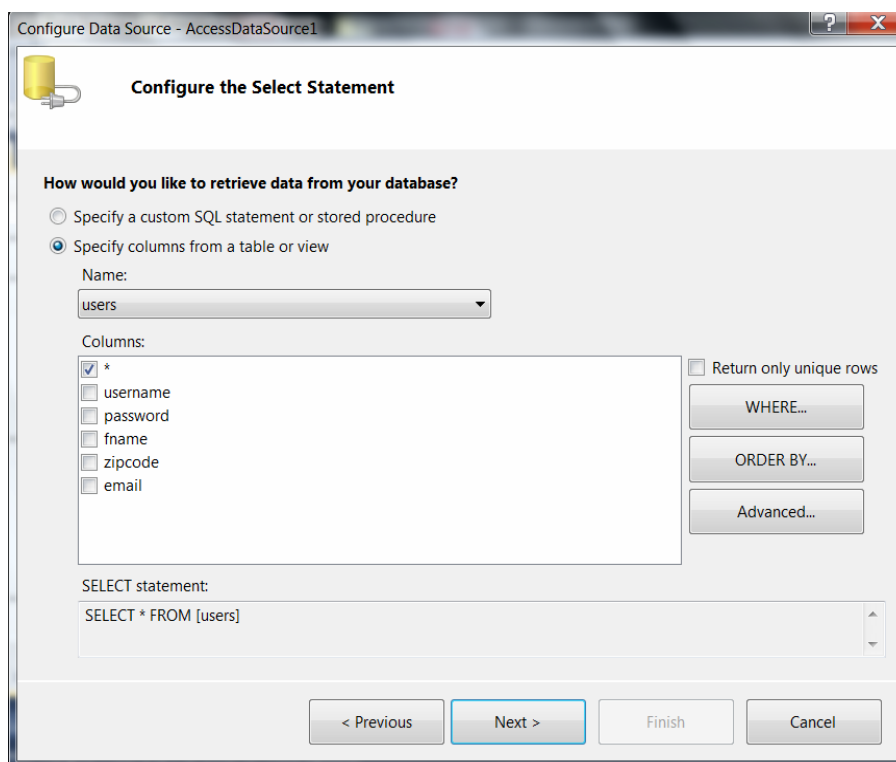 Configure Data Source - AccessDataSource1
?
X
Configure the Select Statement
How would you like to retrieve data from your database?
Specify a custom SQL statement or stored procedure
Specify columns from a table or view
Name:
users
Columns:
*
username
password
fname
zipcode
email
Return only unique rows
WHERE...
ORDER BY...
Advanced...
SELECT statement:
SELECT * FROM [users]
< Previous
Next >
Finish
Cancel